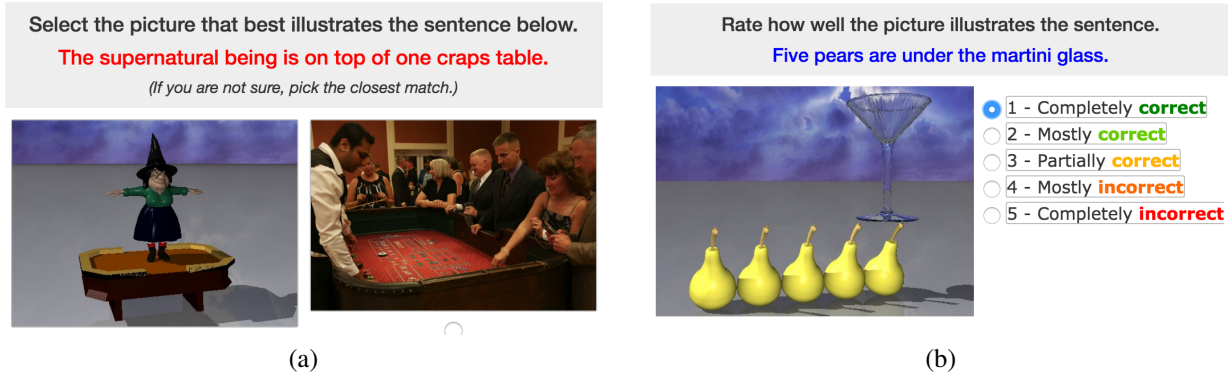 Select the picture that best illustrates the sentence below.
The supernatural being is on top of one craps table.
(If you are not sure, pick the closest match.)
(a)
Rate how well the picture illustrates the sentence.
Five pears are under the martini glass.
1 - Completely correct
2 - Mostly correct
3 - Partially correct
4 - Mostly incorrect
5 - Completely incorrect
(b)